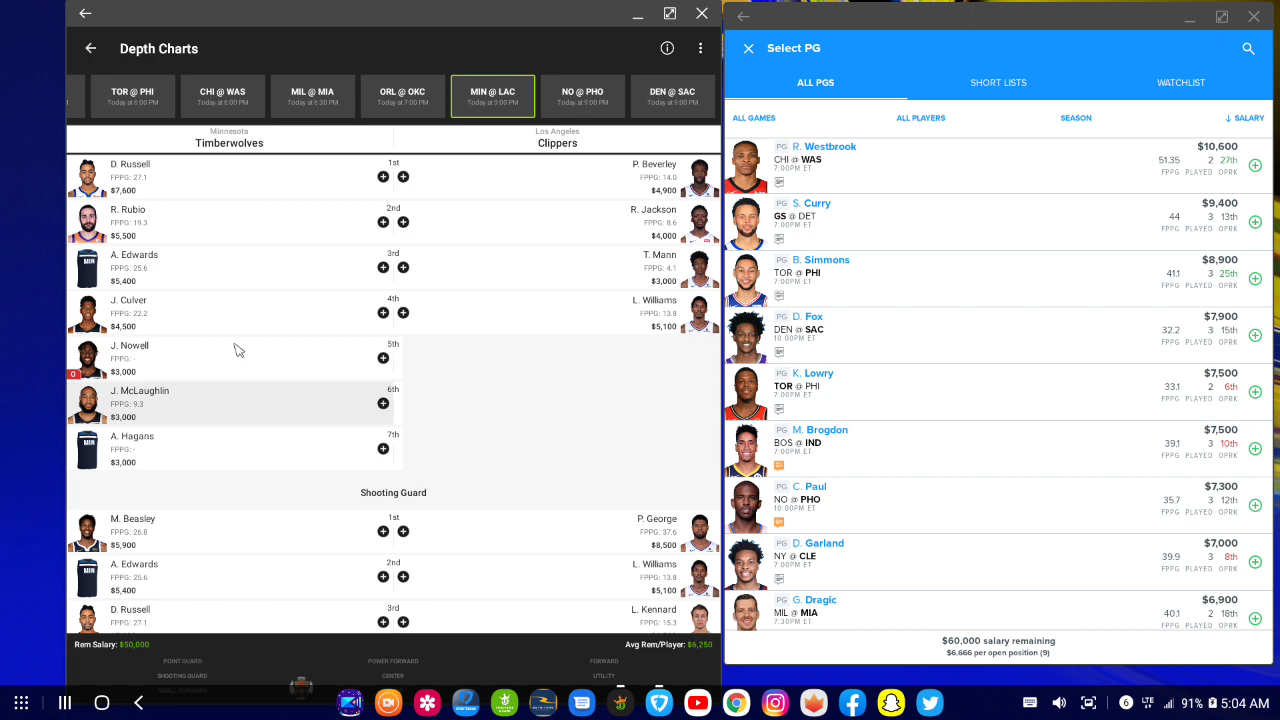 Depth Charts
TOR @ PHI
Today at 6:00 PM
CHI @ WAS
Today at 6:00 PM
MIL @ MIA
Today at 6:30 PM
ORL @ OKC
Today at 7:00 PM
MIN @ LAC
Today at 9:00 PM
NO @ PHO
Today at 9:00 PM
DEN @ SAC
Today at 9:00 PM
Minnesota
Timberwolves
Los Angeles
Clippers
D. Russell
FPPG: 27.1
$7,600
1st
P. Beverley
FPPG: 14.0
$4,900
R. Rubio
FPPG: 19.3
$5,500
2nd
R. Jackson
FPPG: 8.6
$4,000
A. Edwards
FPPG: 25.6
$5,400
3rd
T. Mann
FPPG: 4.1
$3,000
J. Culver
FPPG: 22.2
$4,500
4th
L. Williams
FPPG: 13.8
$5,100
J. Nowell
FPPG: -
$3,000
O
5th
J. McLaughlin
FPPG: 9.3
$3,000
6th
A. Hagans
FPPG: -
$3,000
7th
Shooting Guard
M. Beasley
FPPG: 26.8
$5,900
1st
P. George
FPPG: 37.6
$8,500
A. Edwards
FPPG: 25.6
$5,400
2nd
L. Williams
FPPG: 13.8
$5,100
D. Russell
FPPG: 27.1
3rd
L. Kennard
FPPG: 15.3
Rem Salary: $50,000
Avg Rem/Player: $6,250
POINT GUARD
POWER FORWARD
FORWARD
SHOOTING GUARD
CENTER
UTILITY
SMALL FORWARD
Select PG
ALL PGS
SHORT LISTS
WATCHLIST
ALL GAMES
ALL PLAYERS
SEASON
SALARY
PG R. Westbrook
CHI @ WAS
7:00PM ET
$10,600
51.35 2 27th
FPPG PLAYED OPRK
PG S. Curry
GS @ DET
7:00PM ET
$9,400
44 3 13th
FPPG PLAYED OPRK
PG B. Simmons
TOR @ PHI
7:00PM ET
$8,900
41.1 3 25th
FPPG PLAYED OPRK
PG D. Fox
DEN @ SAC
10:00PM ET
$7,900
3 15th
FPPG PLAYED OPRK
PG K. Lowry
TOR @ PHI
7:00PM ET
$7,500
33.1 2 6th
FPPG PLAYED OPRK
PG M. Brogdon
BOS @ IND
7:00PM ET
$7,500
39.1 3 10th
FPPG PLAYED OPRK
PG C. Paul
NO @ PHO
10:00PM ET
$7,300
3 12th
FPPG PLAYED OPRK
PG D. Garland
NY @ CLE
7:00PM ET
$7,000
3 8th
FPPG PLAYED OPRK
PG G. Dragic
MIL @ MIA
7:30PM ET
$6,900
40.1 2 18th
FPPG PLAYED OPRK
$60,000 salary remaining
$6,666 per open position (9)
6 LTE
5:04 AM